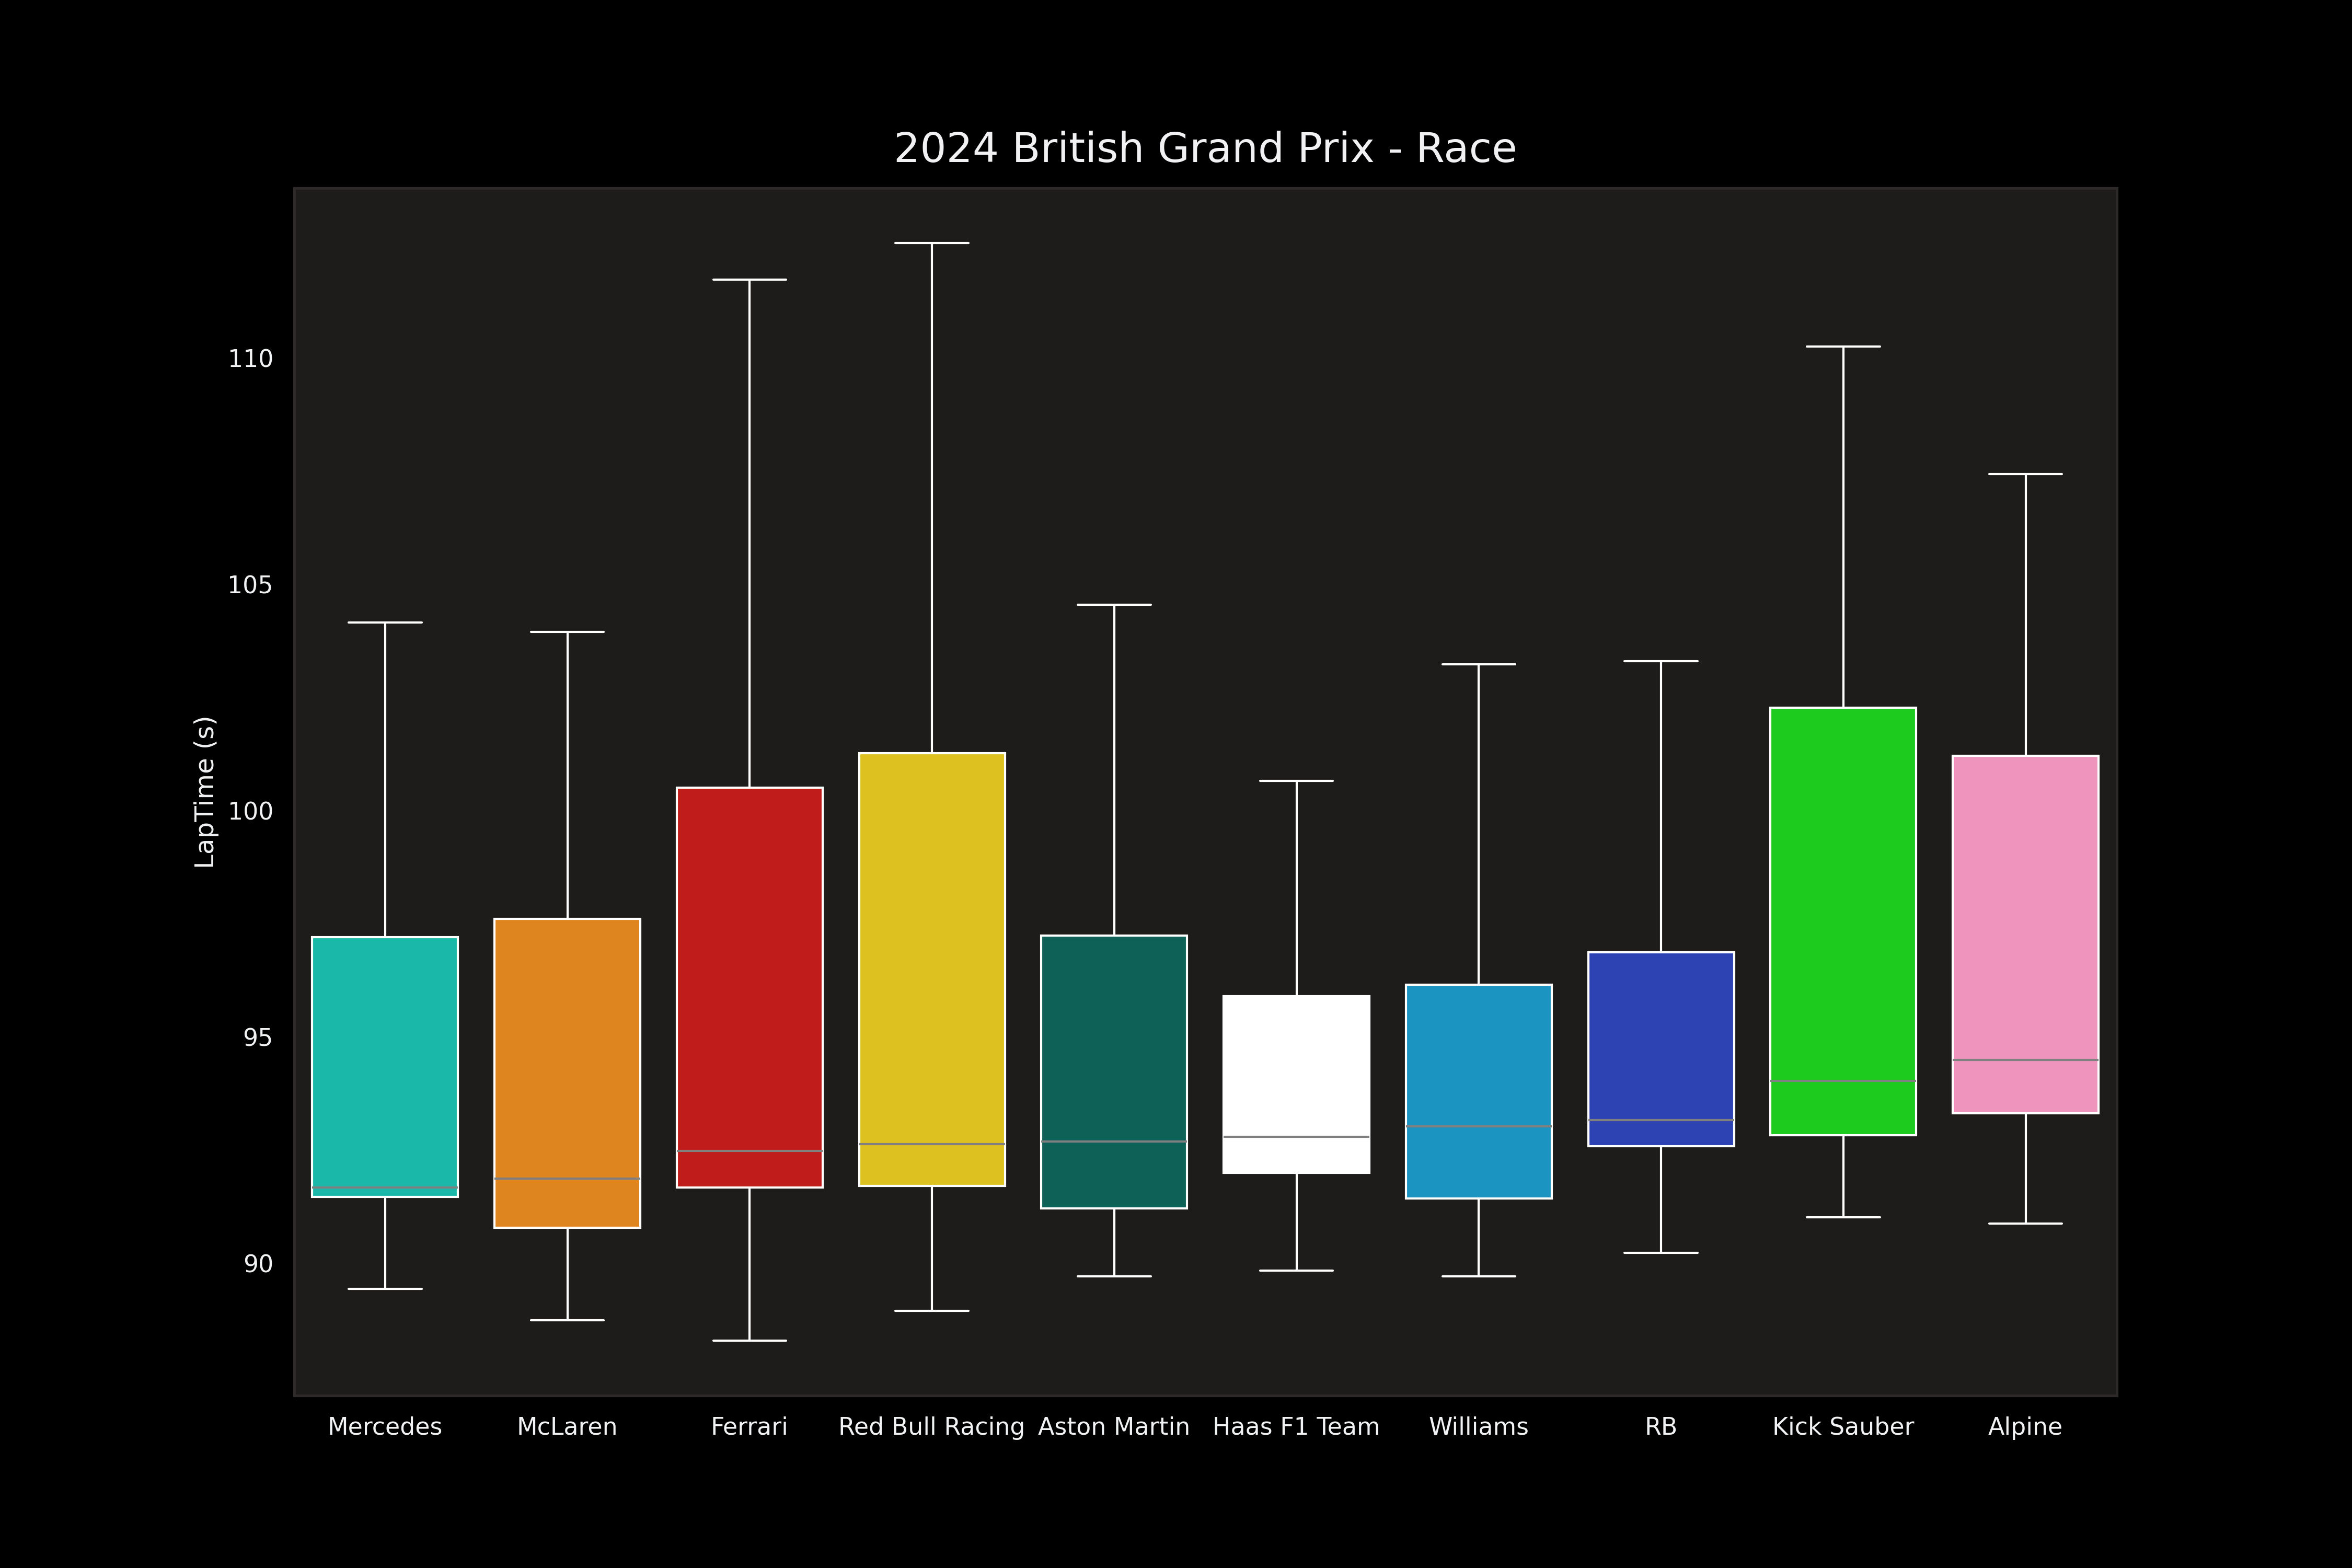 2024 British Grand Prix - Race
LapTime (s)
110
105
100
95
90
Mercedes McLaren Ferrari Red Bull Racing Aston Martin Haas F1 Team Williams RB Kick Sauber Alpine